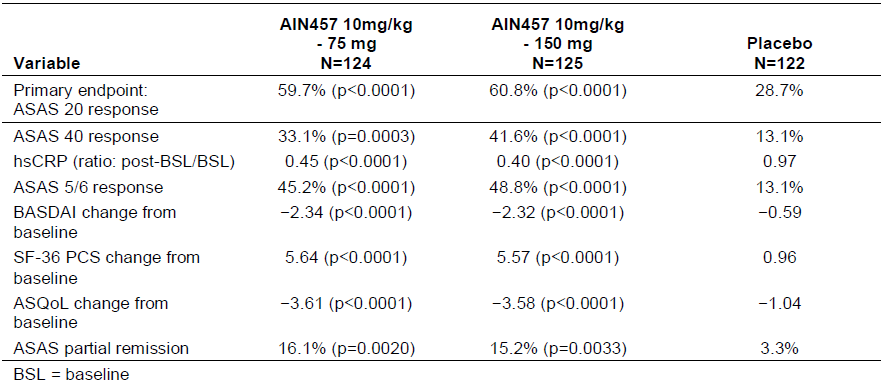 AIN457 10mg/kg AIN457 10mg/kg
- 75 mg - 150 mg Placebo
Variable N=124 N=125 N=122
Primary endpoint: 59.7% (p<0.0001) 60.8% (p<0.0001) 28.7%
ASAS 20 response
ASAS 40 response 33.1% (p=0.0003) 41.6% (p<0.0001) 13.1%
hsCRP (ratio: post-BSL/BSL) 0.45 (p<0.0001) 0.40 (p<0.0001) 0.97
ASAS 5/6 response 45.2% (p<0.0001) 48.8% (p<0.0001) 13.1%
BASDAI change from −2.34 (p<0.0001) −2.32 (p<0.0001) −0.59
baseline
SF-36 PCS change from 5.64 (p<0.0001) 5.57 (p<0.0001) 0.96
baseline
ASQoL change from −3.61 (p<0.0001) −3.58 (p<0.0001) −1.04
baseline
ASAS partial remission 16.1% (p=0.0020) 15.2% (p=0.0033) 3.3%
BSL = baseline